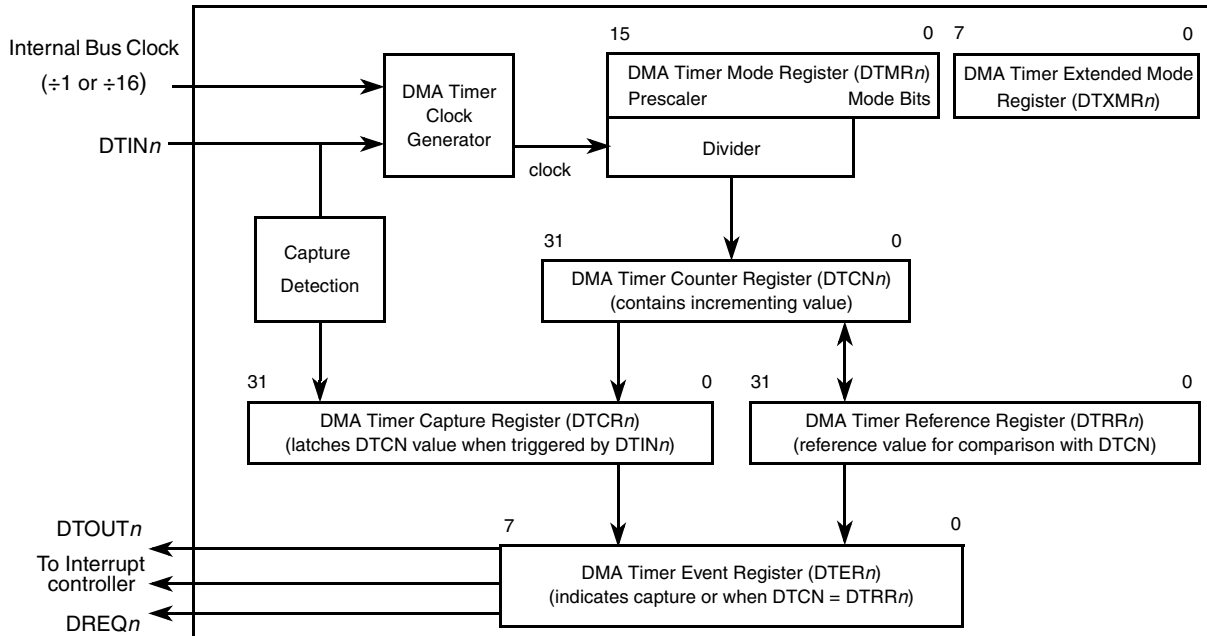 Internal Bus Clock
(÷1 or ÷16)
DTINn
DMA Timer
Clock
Generator
clock
15 0
DMA Timer Mode Register (DTMRn)
Prescaler Mode Bits
Divider
7 0
DMA Timer Extended Mode
Register (DTXMRn)
Capture
Detection
31 0
DMA Timer Counter Register (DTCNn)
(contains incrementing value)
31 0
DMA Timer Capture Register (DTCRn)
(latches DTCN value when triggered by DTINn)
31 0
DMA Timer Reference Register (DTRRn)
(reference value for comparison with DTCN)
7 0
DMA Timer Event Register (DTERn)
(indicates capture or when DTCN = DTRRn)
DTOUTn
To Interrupt
controller
DREQn